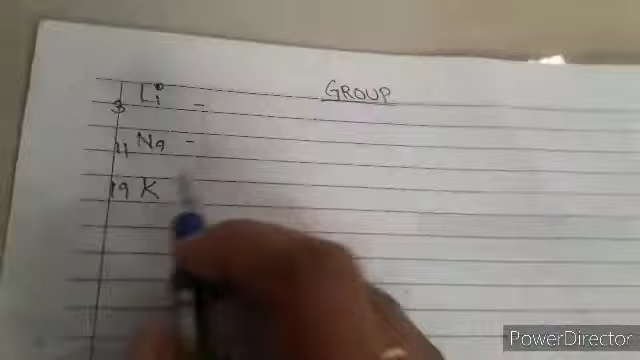 GROUP
3 Li -
11 Na -
19 K
PowerDirector